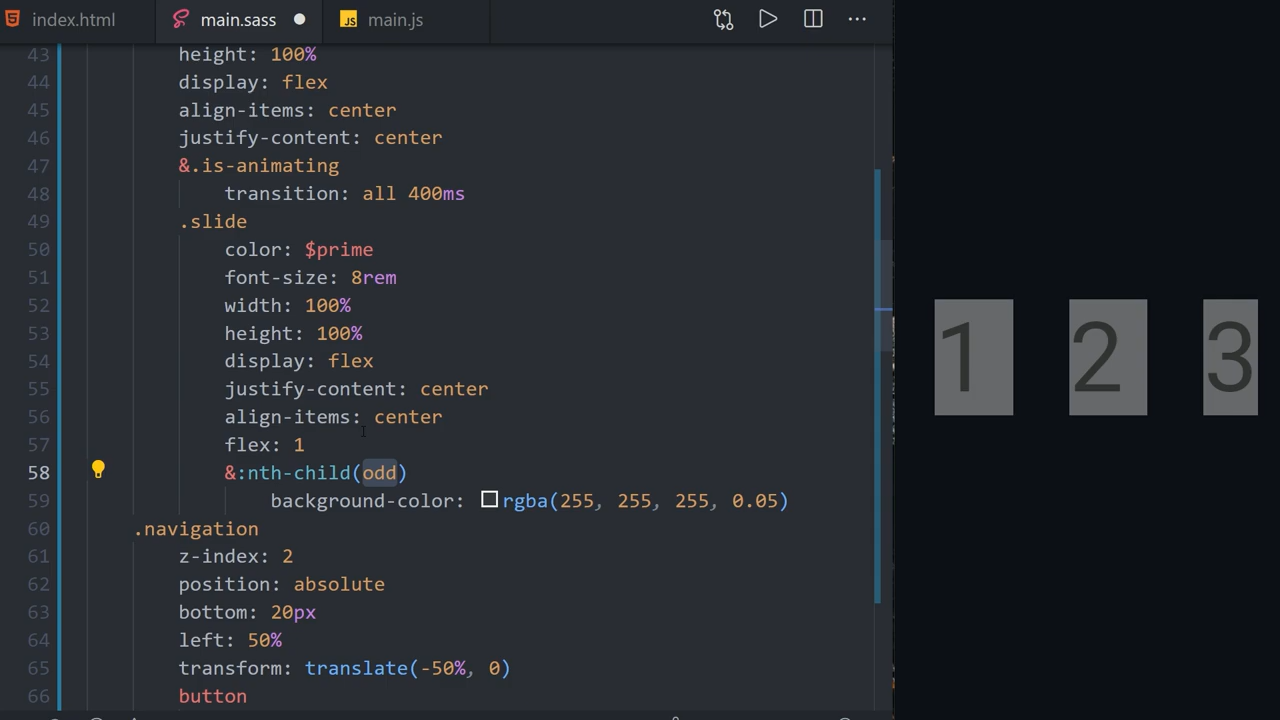 index.html
main.sass
JS main.js
43 height: 100%
44 display: flex
45 align-items: center
46 justify-content: center
47 &.is-animating
48 transition: all 400ms
49 .slide
50 color: $prime
51 font-size: 8rem
52 width: 100%
53 height: 100%
54 display: flex
55 justify-content: center
56 align-items: center
57 flex: 1
58 &:nth-child(odd)
59 background-color: rgba(255, 255, 255, 0.05)
60 .navigation
61 z-index: 2
62 position: absolute
63 bottom: 20px
64 left: 50%
65 transform: translate(-50%, 0)
66 button
1 2 3